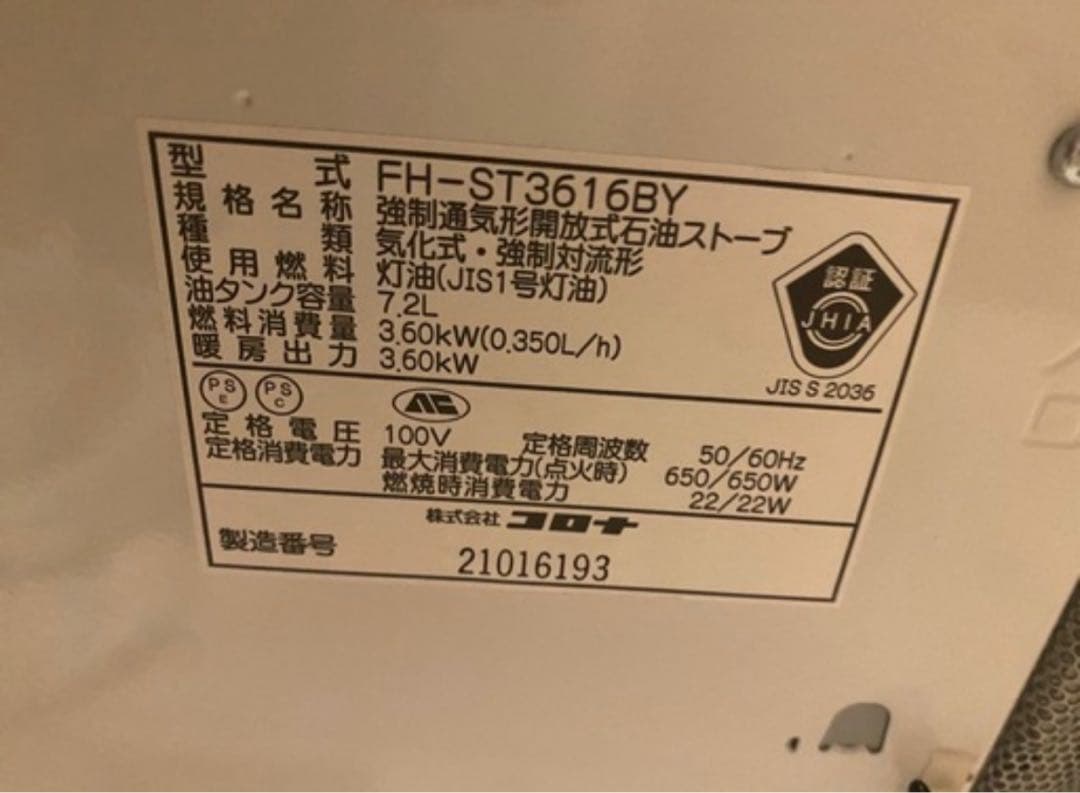 型式 FH-ST3616BY
規格名称 強制通気形開放式石油ストーブ
種類 気化式・強制対流形
使用燃料 灯油(JIS1号灯油)
油タンク容量 7.2L
燃料消費量 3.60kW(0.350L/h)
暖房出力 3.60kW
認証
JHIA
JIS S 2036
PS E PS C
定格電圧 100V 定格周波数 50/60Hz
定格消費電力 最大消費電力(点火時) 650/650W
燃焼時消費電力 22/22W
株式会社 コロナ
製造番号 21016193